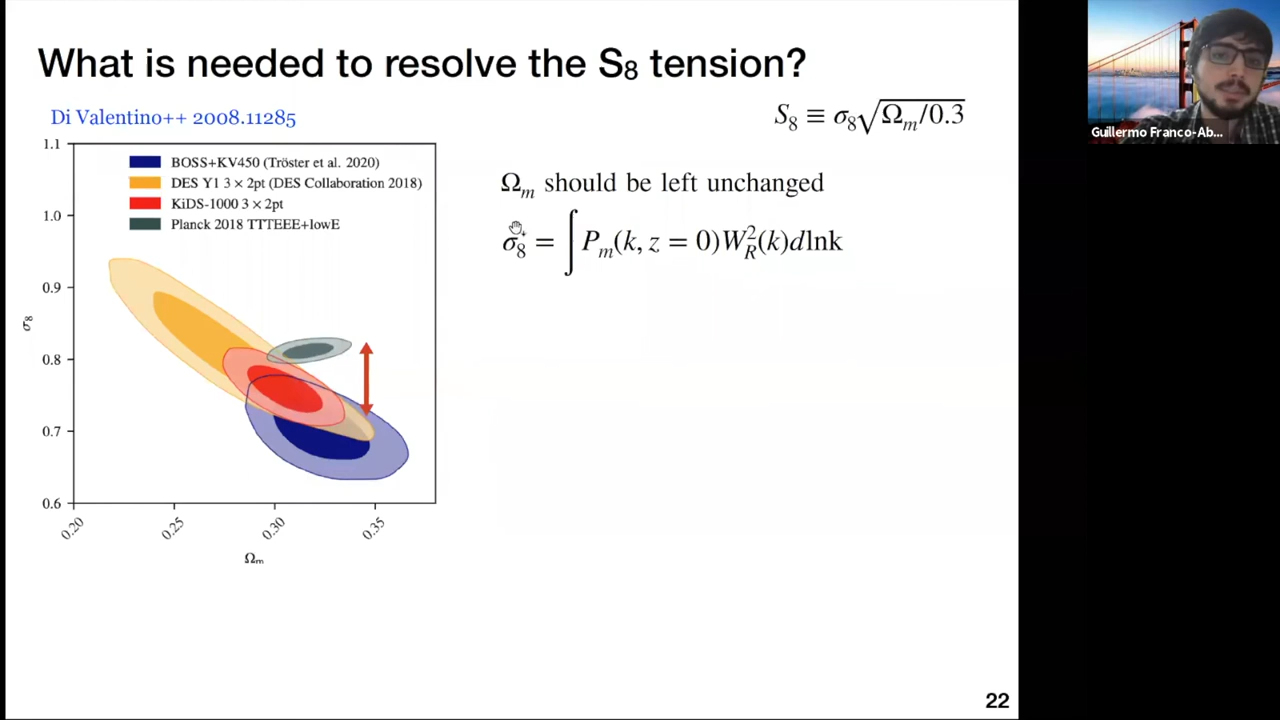 What is needed to resolve the S₈ tension?
Di Valentino++ 2008.11285
S₈ ≡ σ₈√Ωₘ/0.3
Guillermo Franco-Ab...
1.1
1.0
0.9
0.8
0.7
0.6
σ₈
BOSS+KV450 (Tröster et al. 2020)
DES Y1 3 × 2pt (DES Collaboration 2018)
KiDS-1000 3 × 2pt
Planck 2018 TTTEEE+lowE
0.20
0.25
0.30
0.35
Ωₘ
Ωₘ should be left unchanged
σ₈ = ∫ Pₘ(k, z = 0)W²_R(k)dlnk
22